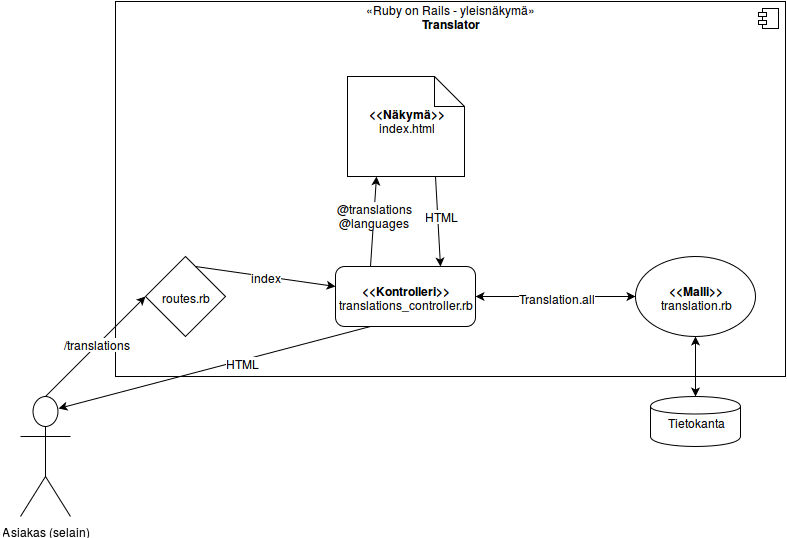 «Ruby on Rails - yleisnäkymä»
Translator
<<Näkymä>>
index.html
@translations
@languages
HTML
index
routes.rb
<<Kontrolleri>>
translations_controller.rb
Translation.all
<<Malli>>
translation.rb
/translations
HTML
Tietokanta
Asiakas (selain)